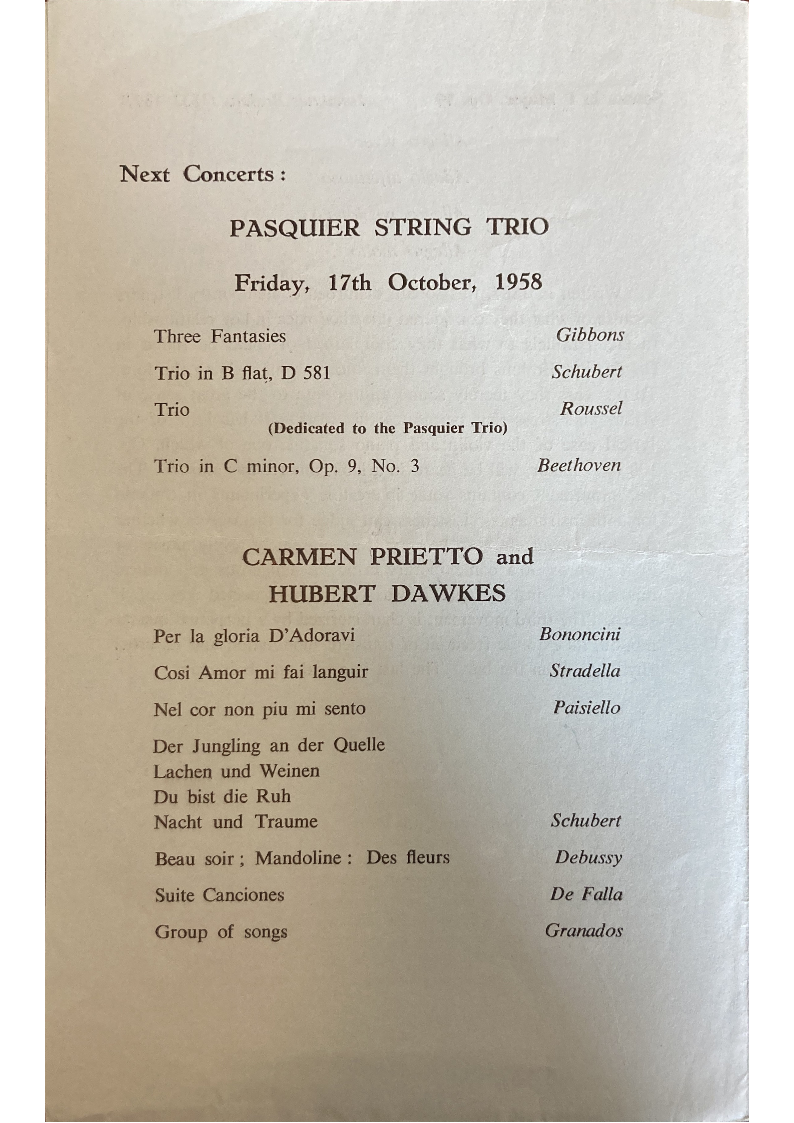 Next Concerts :
PASQUIER STRING TRIO
Friday, 17th October, 1958
Three Fantasies Gibbons
Trio in B flat, D 581 Schubert
Trio Roussel
(Dedicated to the Pasquier Trio)
Trio in C minor, Op. 9, No. 3 Beethoven
CARMEN PRIETTO and
HUBERT DAWKES
Per la gloria D'Adoravi Bononcini
Cosi Amor mi fai languir Stradella
Nel cor non piu mi sento Paisiello
Der Jungling an der Quelle
Lachen und Weinen
Du bist die Ruh
Nacht und Traume Schubert
Beau soir ; Mandoline : Des fleurs Debussy
Suite Canciones De Falla
Group of songs Granados